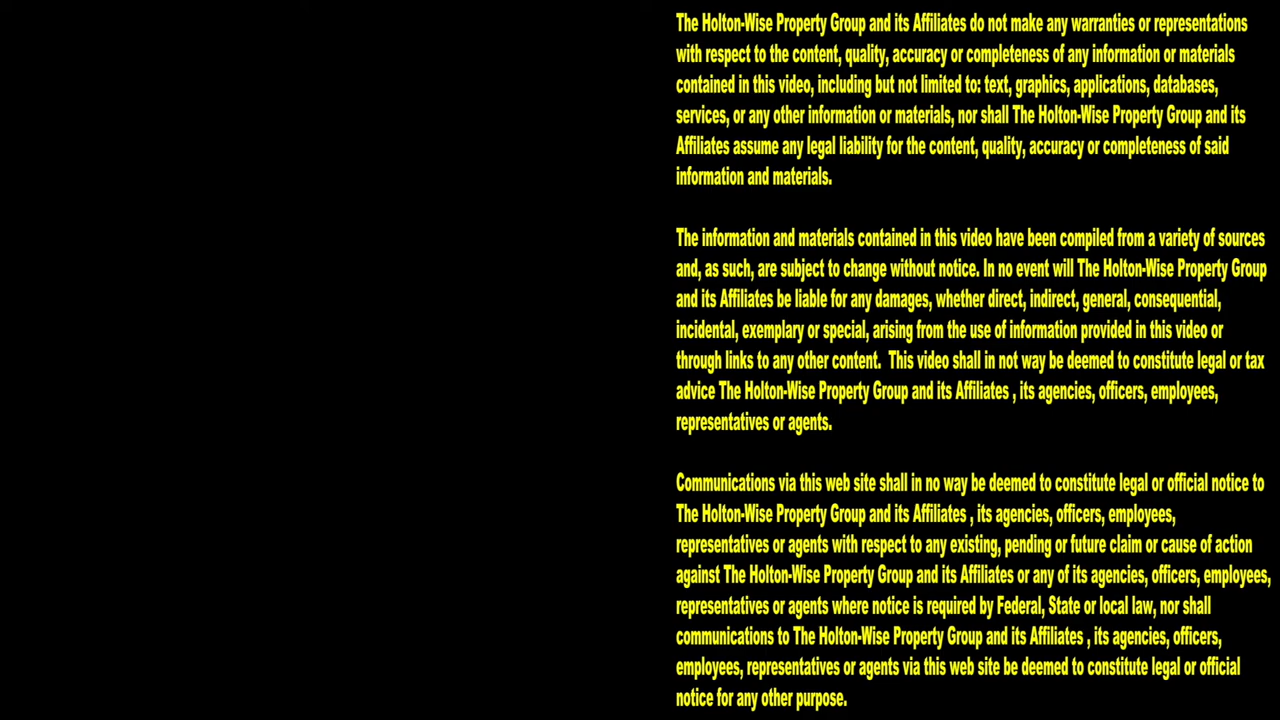 The Holton-Wise Property Group and its Affiliates do not make any warranties or representations
with respect to the content, quality, accuracy or completeness of any information or materials
contained in this video, including but not limited to: text, graphics, applications, databases,
services, or any other information or materials, nor shall The Holton-Wise Property Group and its
Affiliates assume any legal liability for the content, quality, accuracy or completeness of said
information and materials.
The information and materials contained in this video have been compiled from a variety of sources
and, as such, are subject to change without notice. In no event will The Holton-Wise Property Group
and its Affiliates be liable for any damages, whether direct, indirect, general, consequential,
incidental, exemplary or special, arising from the use of information provided in this video or
through links to any other content.  This video shall in not way be deemed to constitute legal or tax
advice The Holton-Wise Property Group and its Affiliates , its agencies, officers, employees,
representatives or agents.
Communications via this web site shall in no way be deemed to constitute legal or official notice to
The Holton-Wise Property Group and its Affiliates , its agencies, officers, employees,
representatives or agents with respect to any existing, pending or future claim or cause of action
against The Holton-Wise Property Group and its Affiliates or any of its agencies, officers, employees,
representatives or agents where notice is required by Federal, State or local law, nor shall
communications to The Holton-Wise Property Group and its Affiliates , its agencies, officers,
employees, representatives or agents via this web site be deemed to constitute legal or official
notice for any other purpose.